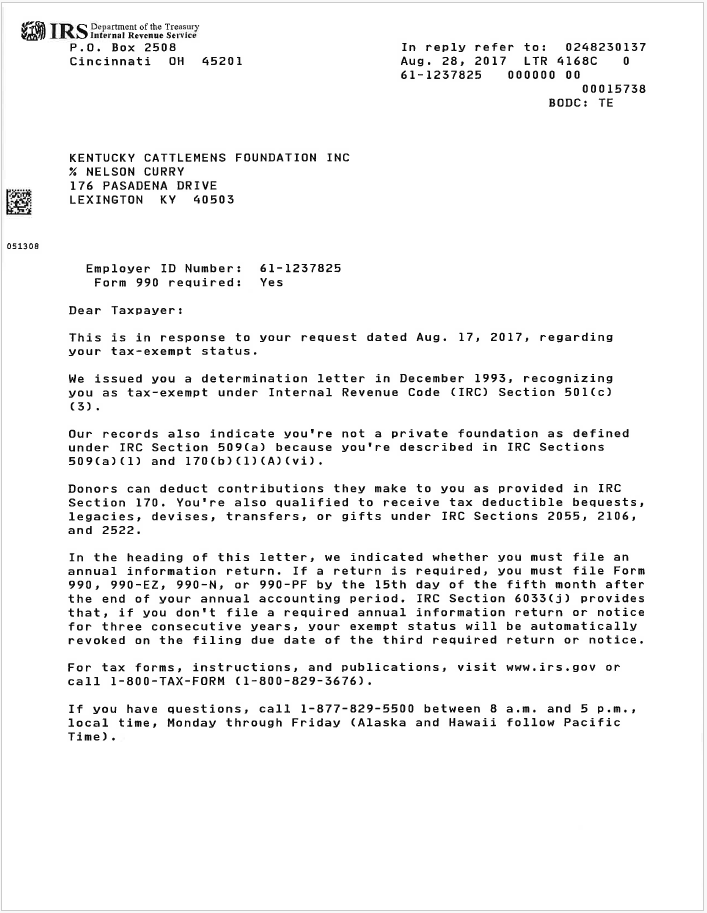 IRS Department of the Treasury
Internal Revenue Service
P.O. Box 2508
Cincinnati OH 45201
In reply refer to: 0248230137
Aug. 28, 2017 LTR 4168C 0
61-1237825 000000 00
00015738
BODC: TE
KENTUCKY CATTLEMENS FOUNDATION INC
% NELSON CURRY
176 PASADENA DRIVE
LEXINGTON KY 40503
051308
Employer ID Number: 61-1237825
Form 990 required: Yes
Dear Taxpayer:
This is in response to your request dated Aug. 17, 2017, regarding
your tax-exempt status.
We issued you a determination letter in December 1993, recognizing
you as tax-exempt under Internal Revenue Code (IRC) Section 501(c)
(3).
Our records also indicate you're not a private foundation as defined
under IRC Section 509(a) because you're described in IRC Sections
509(a)(1) and 170(b)(1)(A)(vi).
Donors can deduct contributions they make to you as provided in IRC
Section 170. You're also qualified to receive tax deductible bequests,
legacies, devises, transfers, or gifts under IRC Sections 2055, 2106,
and 2522.
In the heading of this letter, we indicated whether you must file an
annual information return. If a return is required, you must file Form
990, 990-EZ, 990-N, or 990-PF by the 15th day of the fifth month after
the end of your annual accounting period. IRC Section 6033(j) provides
that, if you don't file a required annual information return or notice
for three consecutive years, your exempt status will be automatically
revoked on the filing due date of the third required return or notice.
For tax forms, instructions, and publications, visit www.irs.gov or
call 1-800-TAX-FORM (1-800-829-3676).
If you have questions, call 1-877-829-5500 between 8 a.m. and 5 p.m.,
local time, Monday through Friday (Alaska and Hawaii follow Pacific
Time).